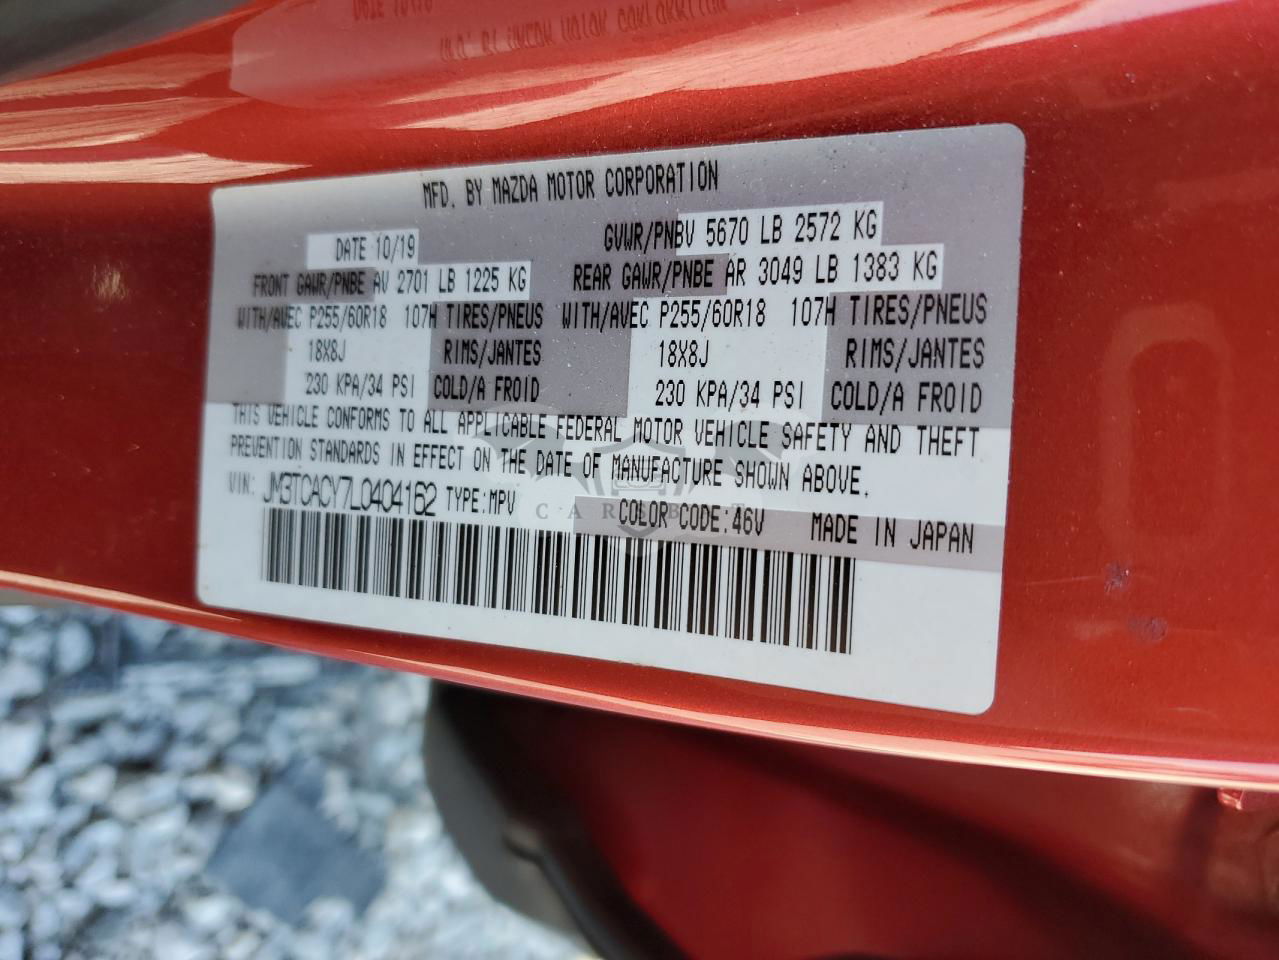 MFD. BY MAZDA MOTOR CORPORATION
DATE 10/19 GVWR/PNBV 5670 LB 2572 KG
FRONT GAWR/PNBE AV 2701 LB 1225 KG REAR GAWR/PNBE AR 3049 LB 1383 KG
WITH/AVEC P255/60R18 107H TIRES/PNEUS WITH/AVEC P255/60R18 107H TIRES/PNEUS
18X8J RIMS/JANTES 18X8J RIMS/JANTES
230 KPA/34 PSI COLD/A FROID 230 KPA/34 PSI COLD/A FROID
THIS VEHICLE CONFORMS TO ALL APPLICABLE FEDERAL MOTOR VEHICLE SAFETY AND THEFT
PREVENTION STANDARDS IN EFFECT ON THE DATE OF MANUFACTURE SHOWN ABOVE.
VIN: JM3TCACY7L0404162 TYPE:MPV COLOR CODE:46V MADE IN JAPAN